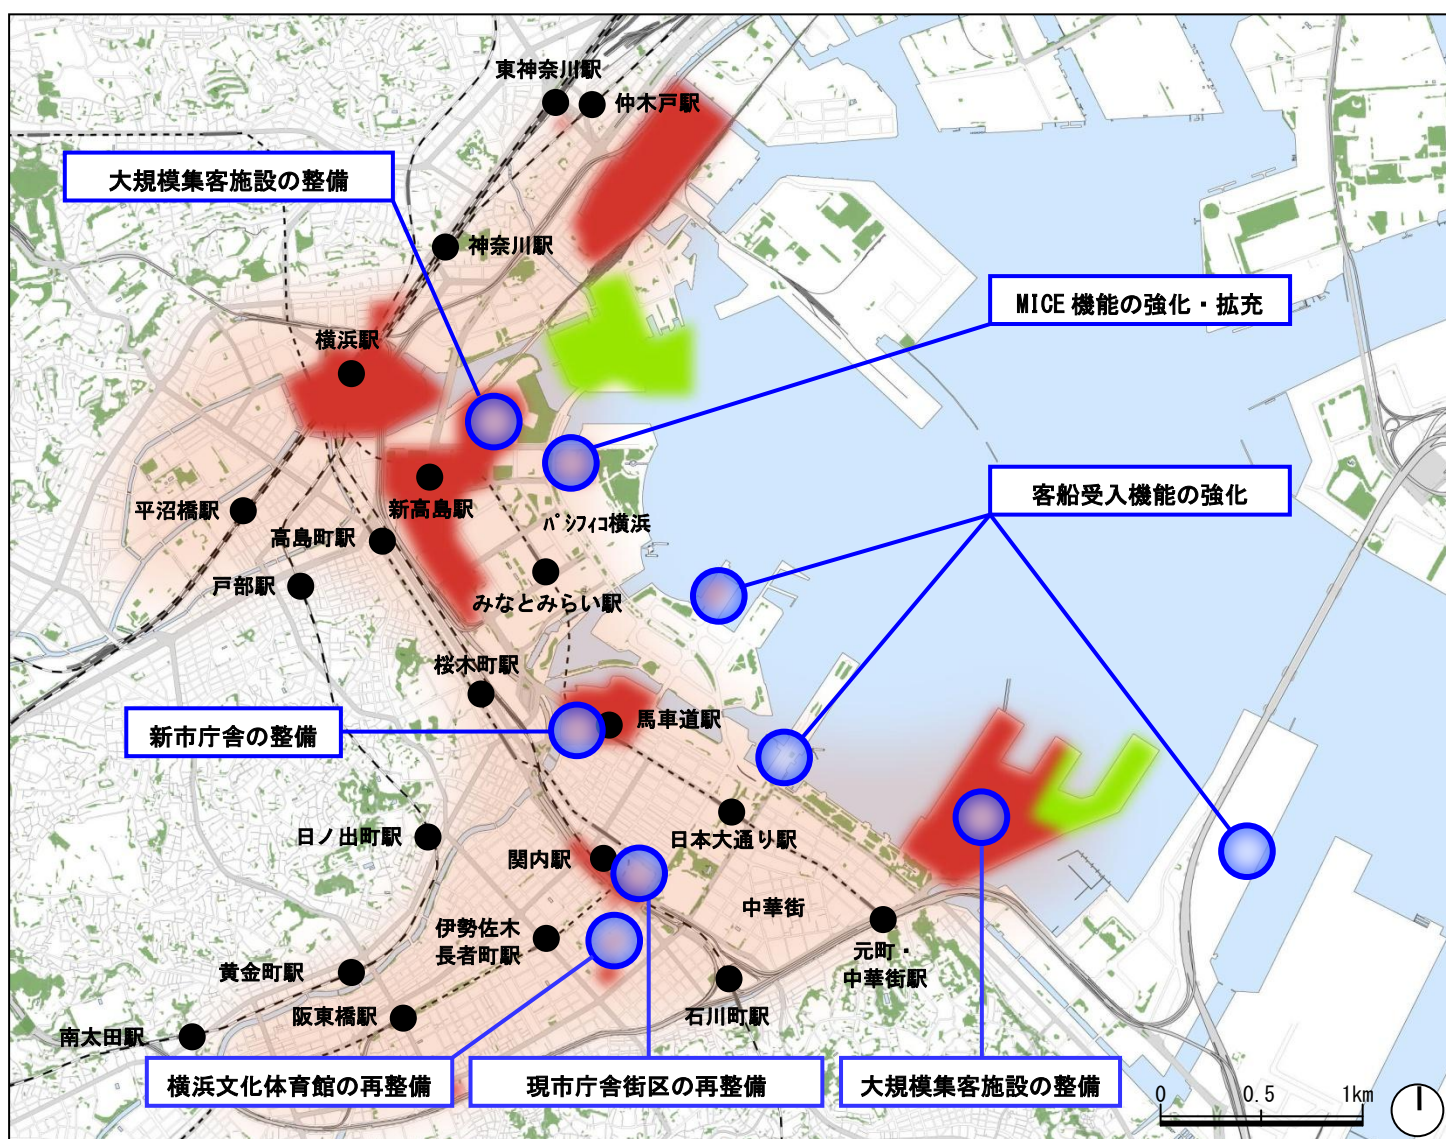 東神奈川駅
仲木戸駅
大規模集客施設の整備
神奈川駅
MICE機能の強化・拡充
横浜駅
客船受入機能の強化
新高島駅
平沼橋駅
パシフィコ横浜
高島町駅
戸部駅
みなとみらい駅
桜木町駅
馬車道駅
新市庁舎の整備
日ノ出町駅
日本大通り駅
関内駅
中華街
伊勢佐木
長者町駅
元町・
中華街駅
黄金町駅
阪東橋駅
石川町駅
南太田駅
横浜文化体育館の再整備
現市庁舎街区の再整備
大規模集客施設の整備
0 0.5 1km